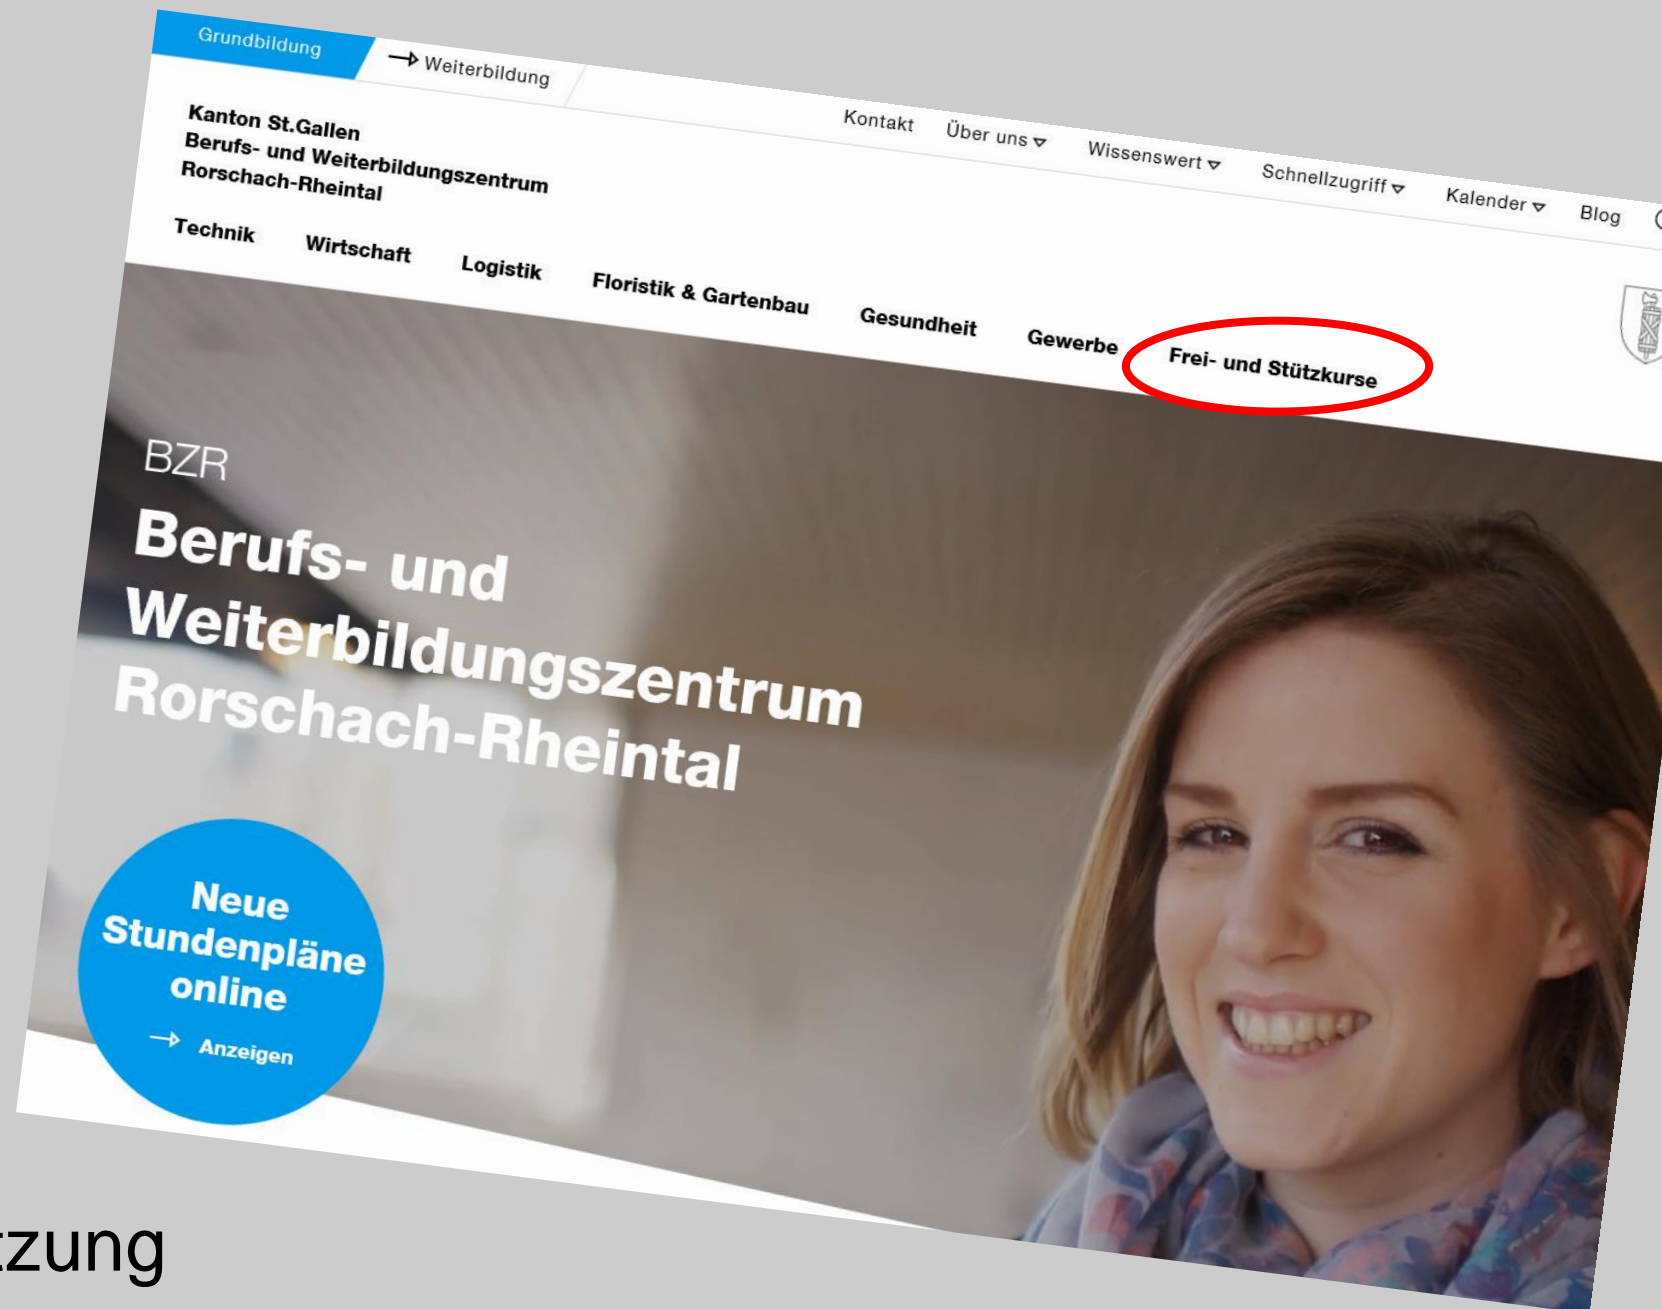 Grundbildung
Weiterbildung
Kontakt Über uns Wissenswert Schnellzugriff Kalender Blog
Kanton St.Gallen
Berufs- und Weiterbildungszentrum
Rorschach-Rheintal
Technik Wirtschaft Logistik Floristik & Gartenbau Gesundheit Gewerbe Frei- und Stützkurse
BZR
Berufs- und
Weiterbildungszentrum
Rorschach-Rheintal
Neue
Stundenpläne
online
Anzeigen
tzung